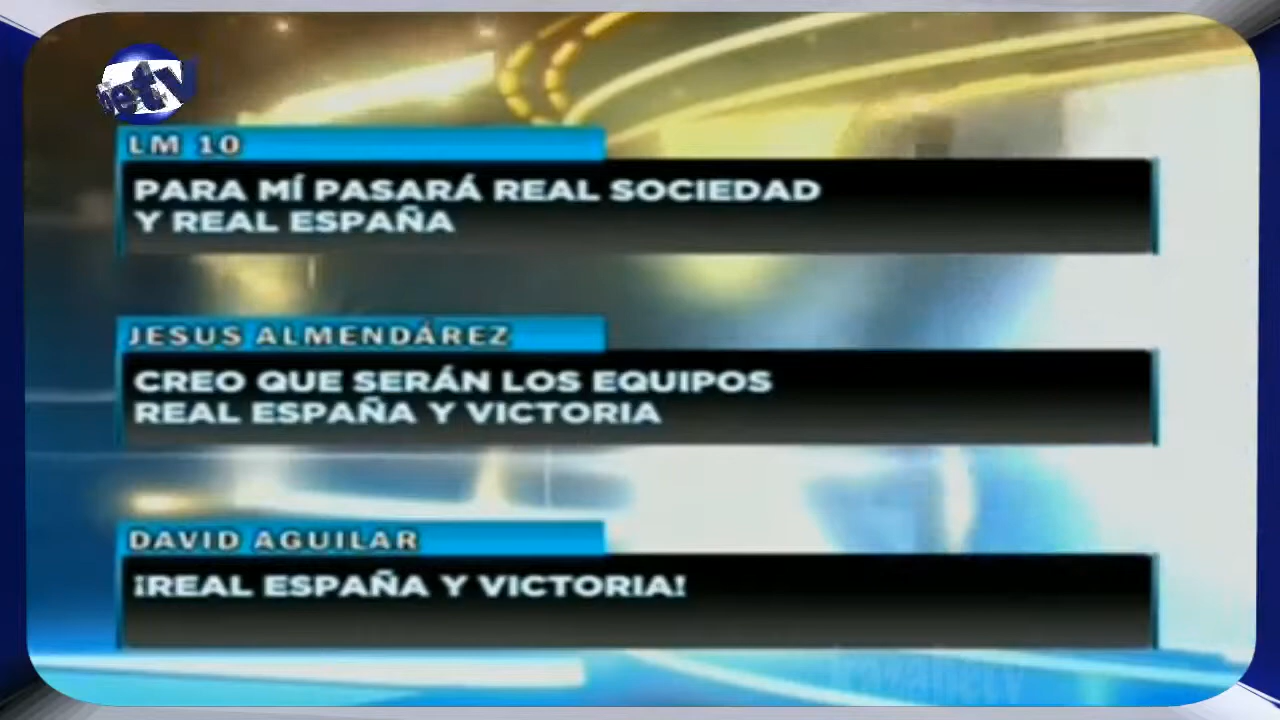 LM 10
PARA MÍ PASARÁ REAL SOCIEDAD
Y REAL ESPAÑA
JESUS ALMENDÁREZ
CREO QUE SERÁN LOS EQUIPOS
REAL ESPAÑA Y VICTORIA
DAVID AGUILAR
¡REAL ESPAÑA Y VICTORIA!